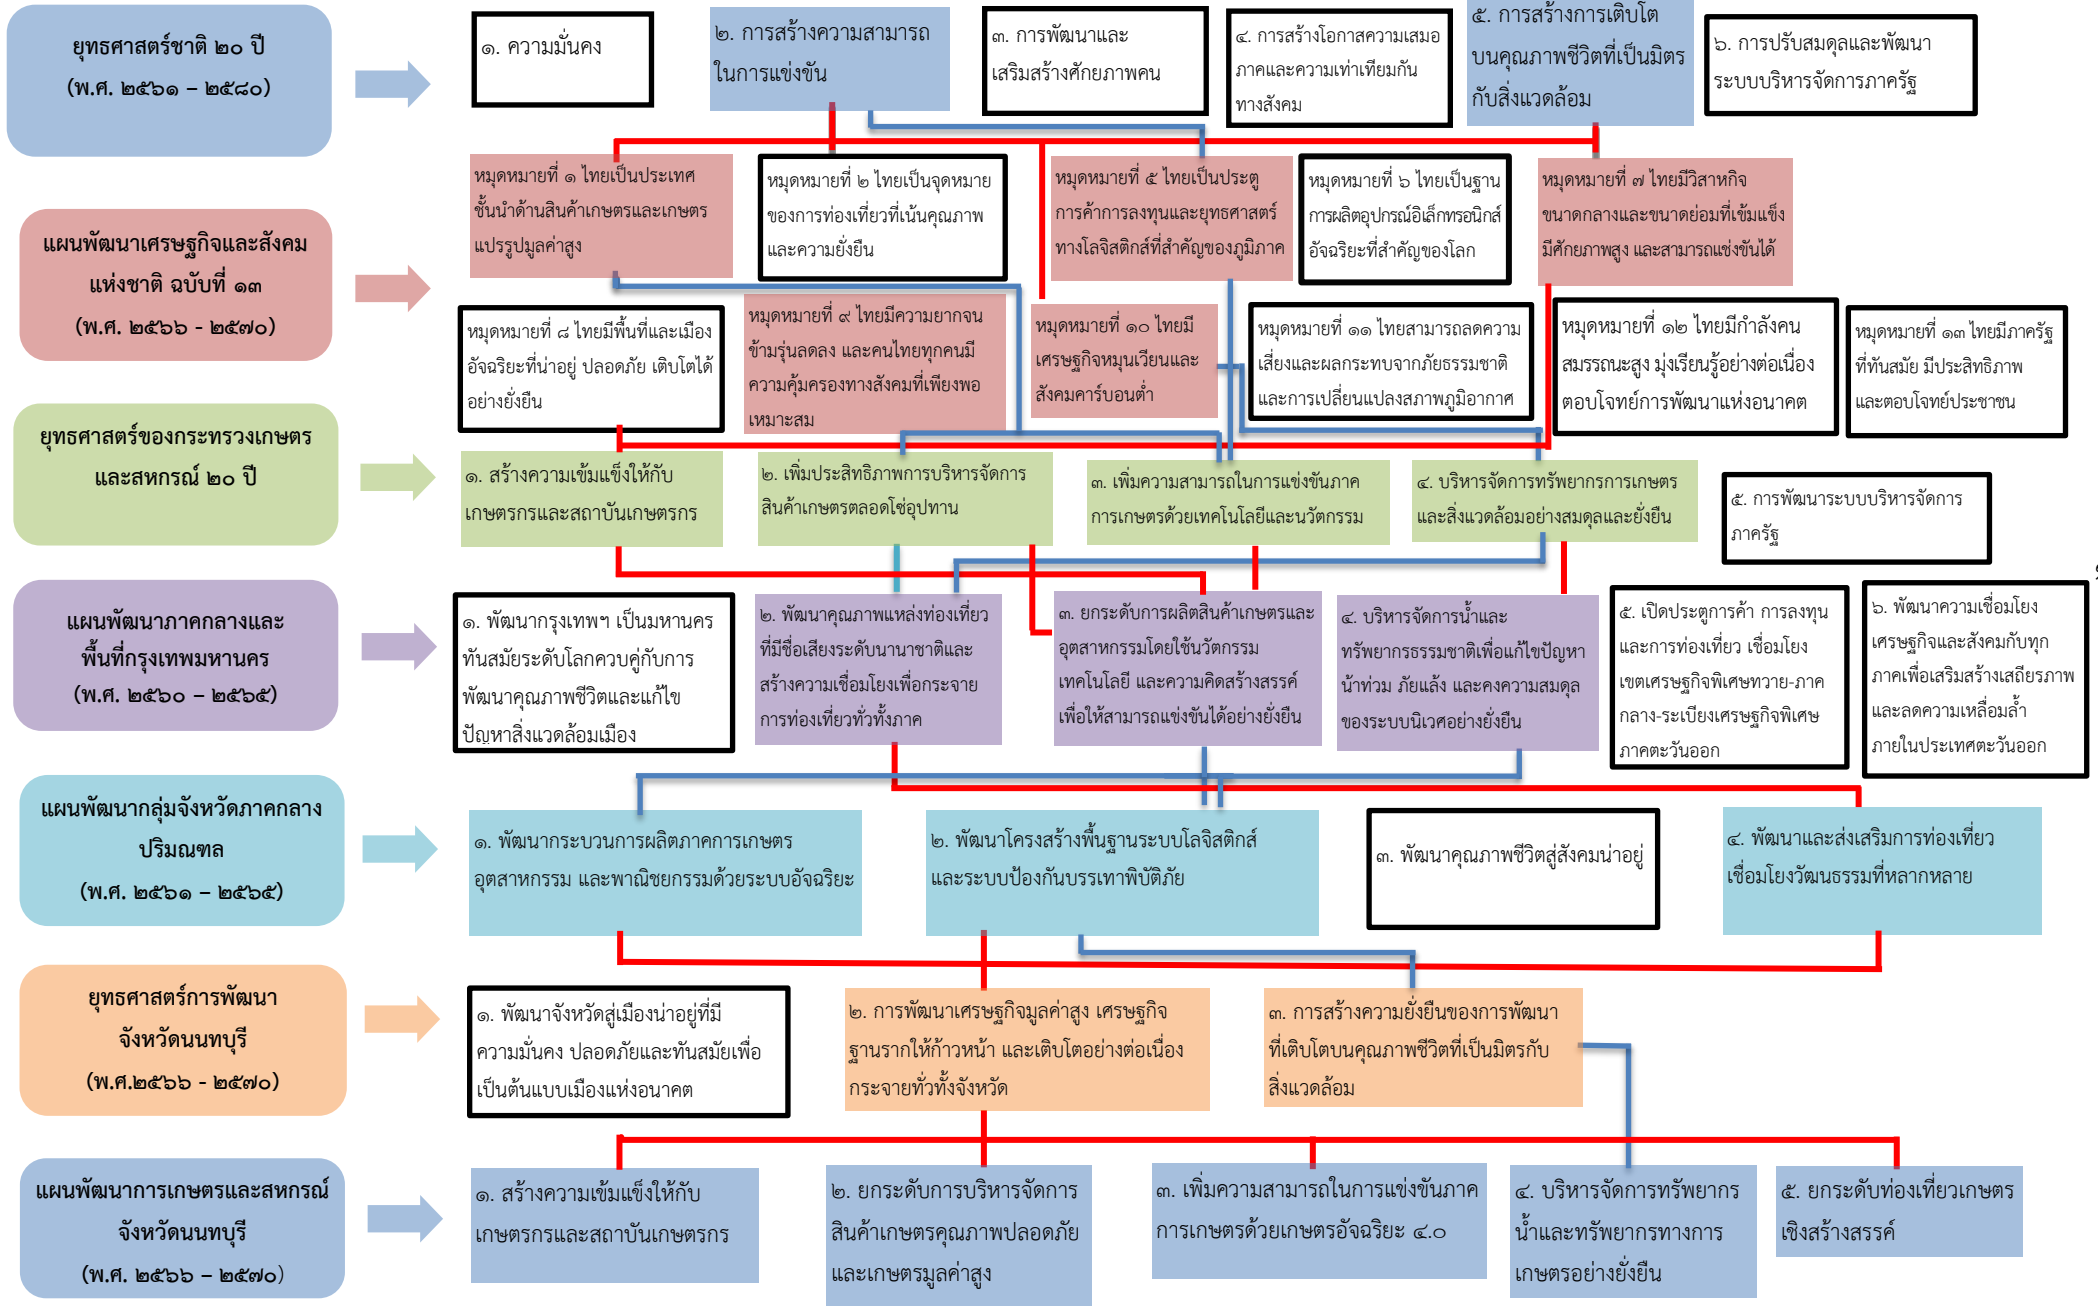 ยุทธศาสตร์ชาติ ๒๐ ปี
(พ.ศ. ๒๕๖๑ – ๒๕๘๐)
๑. ความมั่นคง
๒. การสร้างความสามารถ
ในการแข่งขัน
๓. การพัฒนาและ
เสริมสร้างศักยภาพคน
๔. การสร้างโอกาสความเสมอ
ภาคและความเท่าเทียมกัน
ทางสังคม
๕. การสร้างการเติบโต
บนคุณภาพชีวิตที่เป็นมิตร
กับสิ่งแวดล้อม
๖. การปรับสมดุลและพัฒนา
ระบบบริหารจัดการภาครัฐ
แผนพัฒนาเศรษฐกิจและสังคม
แห่งชาติ ฉบับที่ ๑๓
(พ.ศ. ๒๕๖๖ - ๒๕๗๐)
หมุดหมายที่ ๑ ไทยเป็นประเทศ
ชั้นนำด้านสินค้าเกษตรและเกษตร
แปรรูปมูลค่าสูง
หมุดหมายที่ ๒ ไทยเป็นจุดหมาย
ของการท่องเที่ยวที่เน้นคุณภาพ
และความยั่งยืน
หมุดหมายที่ ๕ ไทยเป็นประตู
การค้าการลงทุนและยุทธศาสตร์
ทางโลจิสติกส์ที่สำคัญของภูมิภาค
หมุดหมายที่ ๖ ไทยเป็นฐาน
การผลิตอุปกรณ์อิเล็กทรอนิกส์
อัจฉริยะที่สำคัญของโลก
หมุดหมายที่ ๗ ไทยมีวิสาหกิจ
ขนาดกลางและขนาดย่อมที่เข้มแข็ง
มีศักยภาพสูง และสามารถแข่งขันได้
หมุดหมายที่ ๘ ไทยมีพื้นที่และเมือง
อัจฉริยะที่น่าอยู่ ปลอดภัย เติบโตได้
อย่างยั่งยืน
หมุดหมายที่ ๙ ไทยมีความยากจน
ข้ามรุ่นลดลง และคนไทยทุกคนมี
ความคุ้มครองทางสังคมที่เพียงพอ
เหมาะสม
หมุดหมายที่ ๑๐ ไทยมี
เศรษฐกิจหมุนเวียนและ
สังคมคาร์บอนต่ำ
หมุดหมายที่ ๑๑ ไทยสามารถลดความ
เสี่ยงและผลกระทบจากภัยธรรมชาติ
และการเปลี่ยนแปลงสภาพภูมิอากาศ
หมุดหมายที่ ๑๒ ไทยมีกำลังคน
สมรรถนะสูง มุ่งเรียนรู้อย่างต่อเนื่อง
ตอบโจทย์การพัฒนาแห่งอนาคต
หมุดหมายที่ ๑๓ ไทยมีภาครัฐ
ที่ทันสมัย มีประสิทธิภาพ
และตอบโจทย์ประชาชน
ยุทธศาสตร์ของกระทรวงเกษตร
และสหกรณ์ ๒๐ ปี
๑. สร้างความเข้มแข็งให้กับ
เกษตรกรและสถาบันเกษตรกร
๒. เพิ่มประสิทธิภาพการบริหารจัดการ
สินค้าเกษตรตลอดโซ่อุปทาน
๓. เพิ่มความสามารถในการแข่งขันภาค
การเกษตรด้วยเทคโนโลยีและนวัตกรรม
๔. บริหารจัดการทรัพยากรการเกษตร
และสิ่งแวดล้อมอย่างสมดุลและยั่งยืน
๕. การพัฒนาระบบบริหารจัดการ
ภาครัฐ
แผนพัฒนาภาคกลางและ
พื้นที่กรุงเทพมหานคร
(พ.ศ. ๒๕๖๐ – ๒๕๖๕)
๑. พัฒนากรุงเทพฯ เป็นมหานคร
ทันสมัยระดับโลกควบคู่กับการ
พัฒนาคุณภาพชีวิตและแก้ไข
ปัญหาสิ่งแวดล้อมเมือง
๒. พัฒนาคุณภาพแหล่งท่องเที่ยว
ที่มีชื่อเสียงระดับนานาชาติและ
สร้างความเชื่อมโยงเพื่อกระจาย
การท่องเที่ยวทั่วทั้งภาค
๓. ยกระดับการผลิตสินค้าเกษตรและ
อุตสาหกรรมโดยใช้นวัตกรรม
เทคโนโลยี และความคิดสร้างสรรค์
เพื่อให้สามารถแข่งขันได้อย่างยั่งยืน
๔. บริหารจัดการน้ำและ
ทรัพยากรธรรมชาติเพื่อแก้ไขปัญหา
น้ำท่วม ภัยแล้ง และคงความสมดุล
ของระบบนิเวศอย่างยั่งยืน
๕. เปิดประตูการค้า การลงทุน
และการท่องเที่ยว เชื่อมโยง
เขตเศรษฐกิจพิเศษทวาย-ภาค
กลาง-ระเบียงเศรษฐกิจพิเศษ
ภาคตะวันออก
๖. พัฒนาความเชื่อมโยง
เศรษฐกิจและสังคมกับทุก
ภาคเพื่อเสริมสร้างเสถียรภาพ
และลดความเหลื่อมล้ำ
ภายในประเทศตะวันออก
แผนพัฒนากลุ่มจังหวัดภาคกลาง
ปริมณฑล
(พ.ศ. ๒๕๖๑ – ๒๕๖๕)
๑. พัฒนากระบวนการผลิตภาคการเกษตร
อุตสาหกรรม และพาณิชยกรรมด้วยระบบอัจฉริยะ
๒. พัฒนาโครงสร้างพื้นฐานระบบโลจิสติกส์
และระบบป้องกันบรรเทาพิบัติภัย
๓. พัฒนาคุณภาพชีวิตสู่สังคมน่าอยู่
๔. พัฒนาและส่งเสริมการท่องเที่ยว
เชื่อมโยงวัฒนธรรมที่หลากหลาย
ยุทธศาสตร์การพัฒนา
จังหวัดนนทบุรี
(พ.ศ.๒๕๖๖ - ๒๕๗๐)
๑. พัฒนาจังหวัดสู่เมืองน่าอยู่ที่มี
ความมั่นคง ปลอดภัยและทันสมัยเพื่อ
เป็นต้นแบบเมืองแห่งอนาคต
๒. การพัฒนาเศรษฐกิจมูลค่าสูง เศรษฐกิจ
ฐานรากให้ก้าวหน้า และเติบโตอย่างต่อเนื่อง
กระจายทั่วทั้งจังหวัด
๓. การสร้างความยั่งยืนของการพัฒนา
ที่เติบโตบนคุณภาพชีวิตที่เป็นมิตรกับ
สิ่งแวดล้อม
แผนพัฒนาการเกษตรและสหกรณ์
จังหวัดนนทบุรี
(พ.ศ. ๒๕๖๖ – ๒๕๗๐)
๑. สร้างความเข้มแข็งให้กับ
เกษตรกรและสถาบันเกษตรกร
๒. ยกระดับการบริหารจัดการ
สินค้าเกษตรคุณภาพปลอดภัย
และเกษตรมูลค่าสูง
๓. เพิ่มความสามารถในการแข่งขันภาค
การเกษตรด้วยเกษตรอัจฉริยะ ๔.๐
๔. บริหารจัดการทรัพยากร
น้ำและทรัพยากรทางการ
เกษตรอย่างยั่งยืน
๕. ยกระดับท่องเที่ยวเกษตร
เชิงสร้างสรรค์